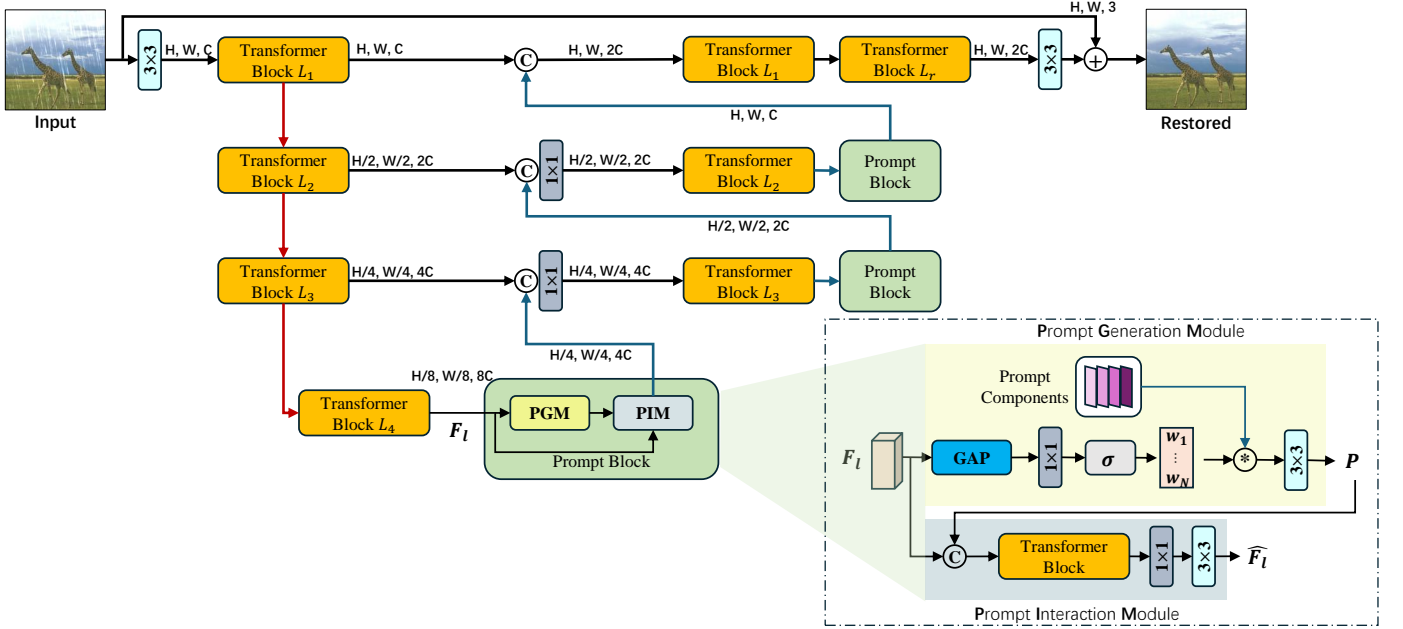 H, W, 3
3×3
H, W, C
Transformer
Block L₁
H, W, C
C
H, W, 2C
Transformer
Block L₁
Transformer
Block Lᵣ
H, W, 2C
3×3
+
Input
Restored
H, W, C
Transformer
Block L₂
H/2, W/2, 2C
C
1×1
H/2, W/2, 2C
Transformer
Block L₂
Prompt
Block
H/2, W/2, 2C
Transformer
Block L₃
H/4, W/4, 4C
C
1×1
H/4, W/4, 4C
Transformer
Block L₃
Prompt
Block
H/4, W/4, 4C
H/8, W/8, 8C
Transformer
Block L₄
Fₗ
PGM
PIM
Prompt Block
Prompt Generation Module
Prompt
Components
Fₗ
GAP
1×1
σ
w₁
⋮
w_N
*
3×3
P
C
Transformer
Block
1×1
3×3
F̂ₗ
Prompt Interaction Module